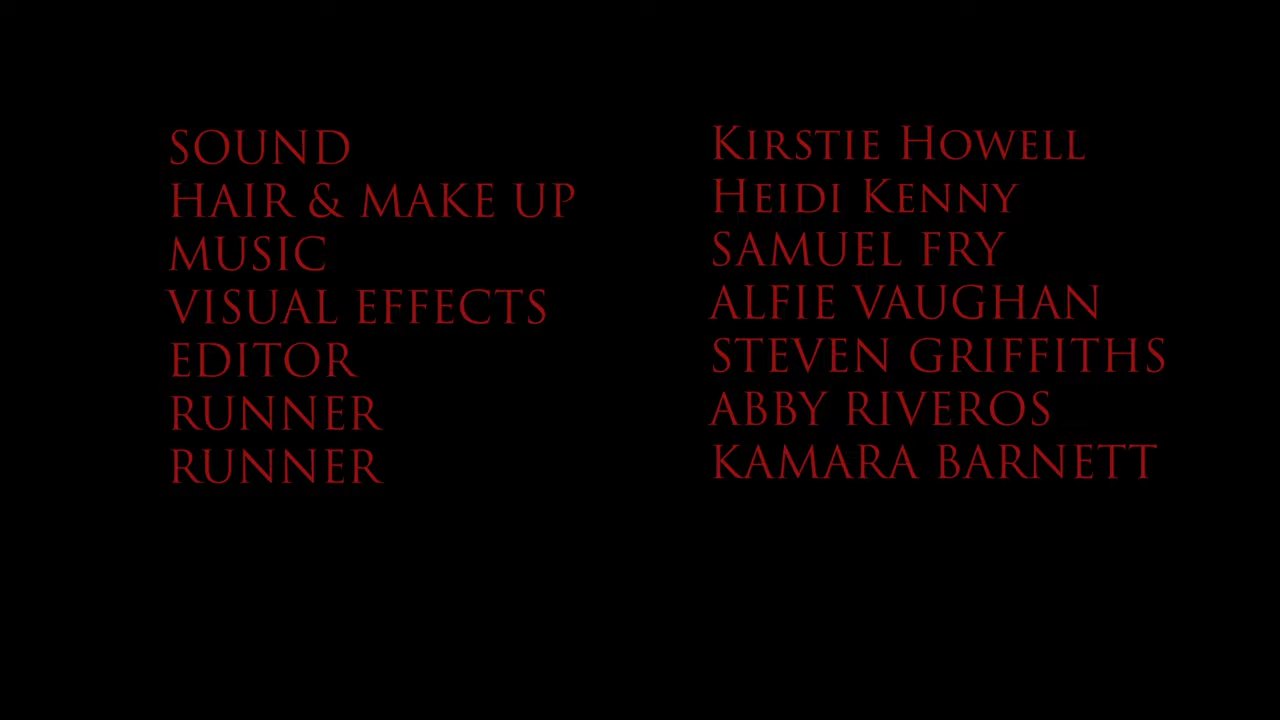 SOUND Kirstie Howell
HAIR & MAKE UP Heidi Kenny
MUSIC SAMUEL FRY
VISUAL EFFECTS ALFIE VAUGHAN
EDITOR STEVEN GRIFFITHS
RUNNER ABBY RIVEROS
RUNNER KAMARA BARNETT